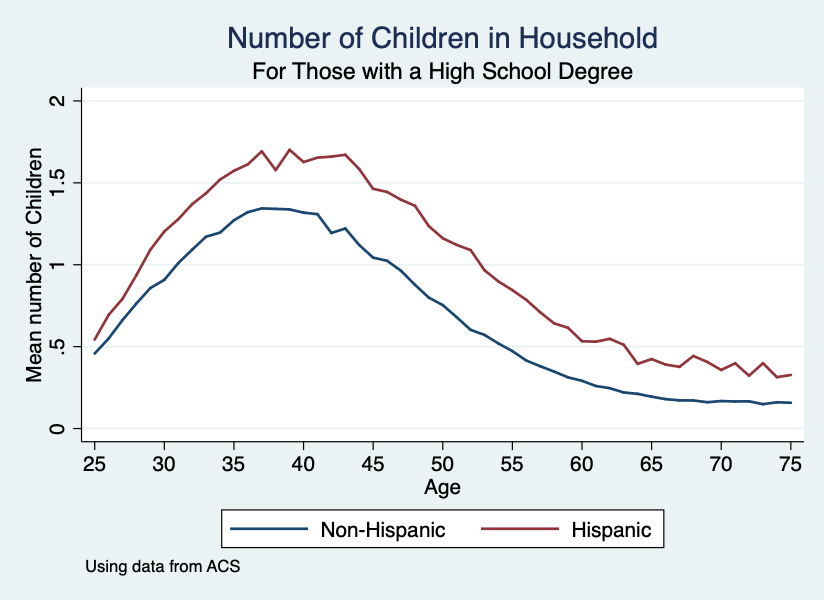 Number of Children in Household
For Those with a High School Degree
Mean number of Children
2
1.5
1
.5
0
25 30 35 40 45 50 55 60 65 70 75
Age
Non-Hispanic Hispanic
Using data from ACS